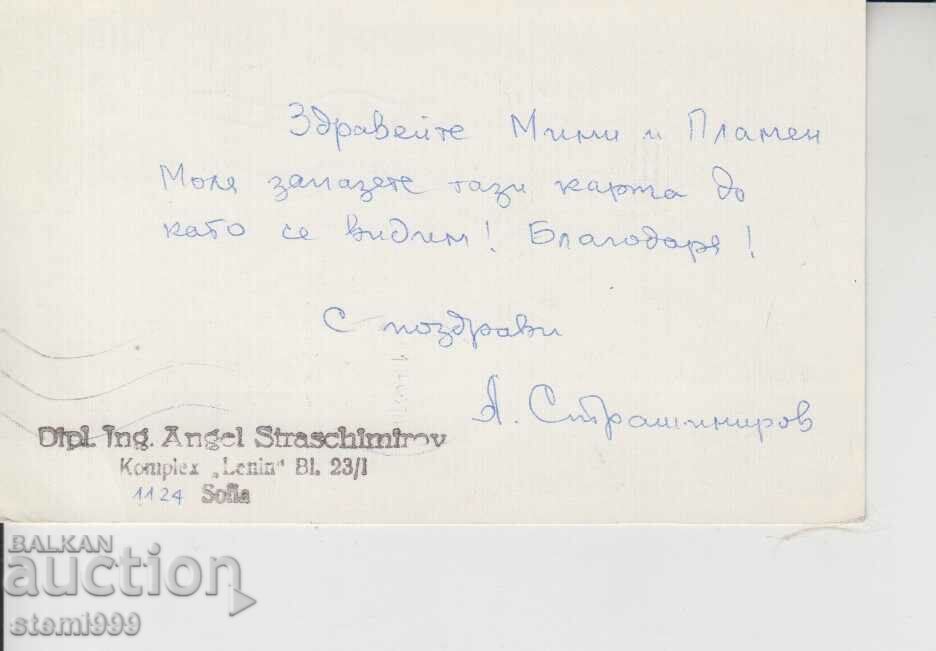 Здравейте Мими и Пламен
Моля запазете тази карта до
като се видим! Благодаря!
С поздрави
А. Страшимиров
Dipl. Ing. Angel Straschimirov
Komplex „Lenin" Bl. 23/I
1124 Sofia
BALKAN
auction
stemi999